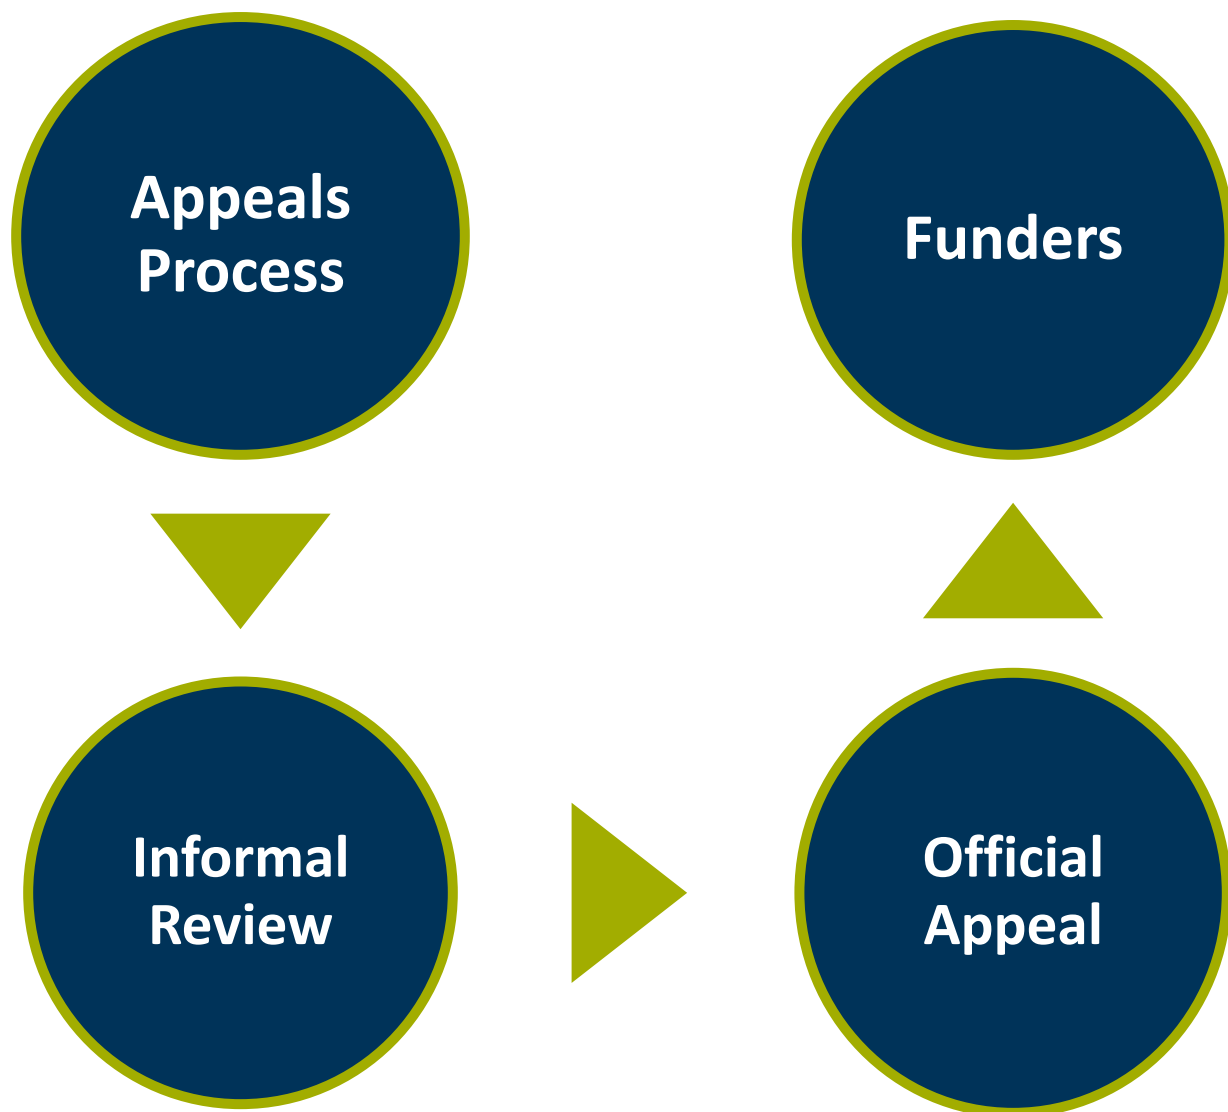 Appeals
Process
Informal
Review
Official
Appeal
Funders